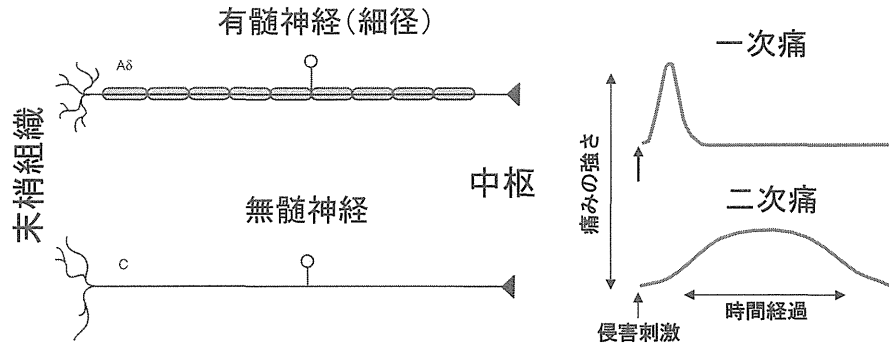 有髄神経(細径)
Aδ
末梢組織
中枢
無髄神経
C
一次痛
痛みの強さ
二次痛
侵害刺激
時間経過